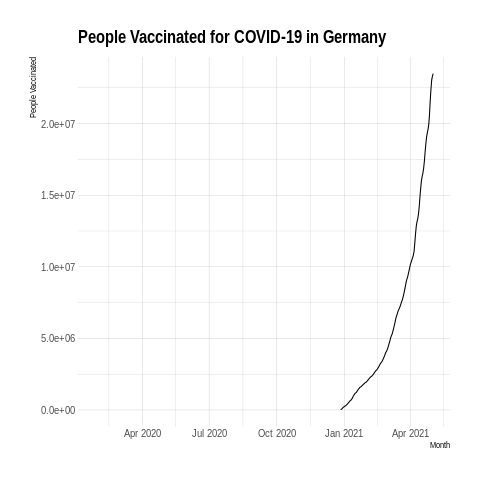 People Vaccinated for COVID-19 in Germany
People Vaccinated
2.0e+07
1.5e+07
1.0e+07
5.0e+06
0.0e+00
Apr 2020 Jul 2020 Oct 2020 Jan 2021 Apr 2021
Month